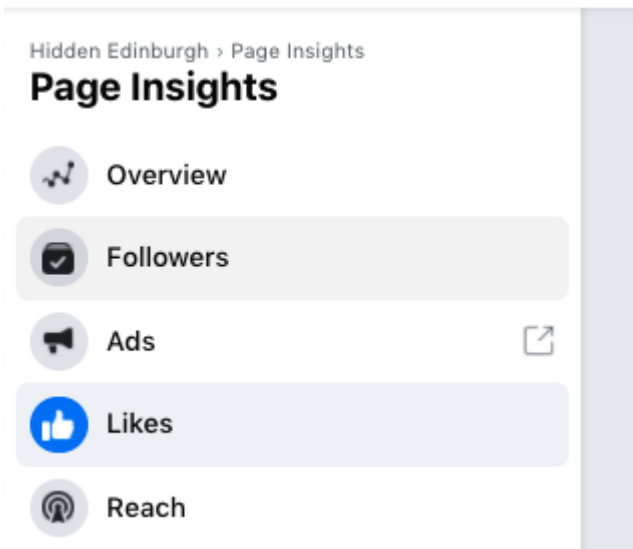 Hidden Edinburgh › Page Insights
Page Insights
Overview
Followers
Ads
Likes
Reach